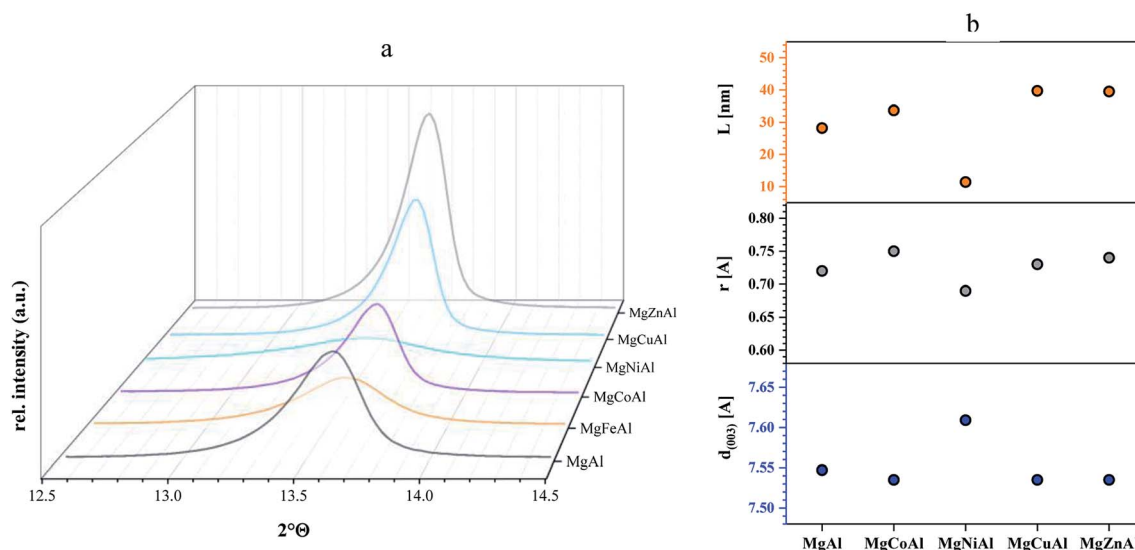 a
rel. intensity (a.u.)
MgZnAl
MgCuAl
MgNiAl
MgCoAl
MgFeAl
MgAl
12.5 13.0 13.5 14.0 14.5
2°Θ
b
L [nm]
50
40
30
20
10
r [A]
0.80
0.75
0.70
0.65
0.60
d(003) [A]
7.65
7.60
7.55
7.50
MgAl MgCoAl MgNiAl MgCuAl MgZnA